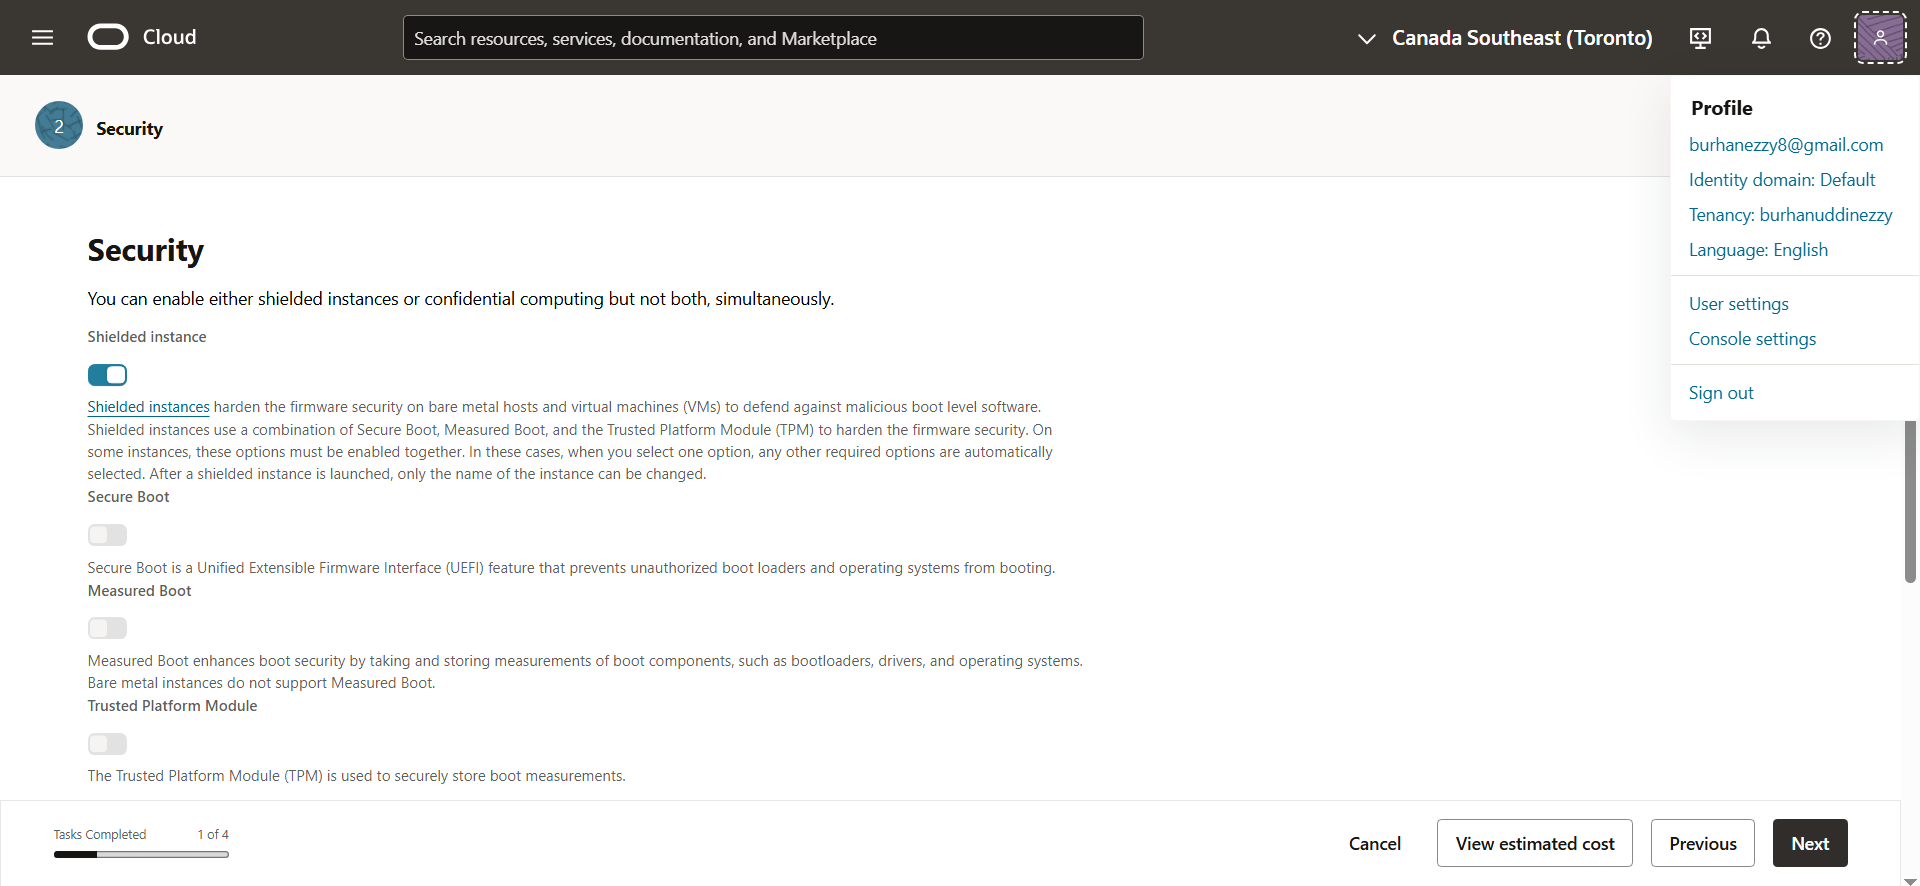 Cloud
Search resources, services, documentation, and Marketplace
Canada Southeast (Toronto)
2
Security
Profile
burhanezzy8@gmail.com
Identity domain: Default
Tenancy: burhanuddinezzy
Language: English
User settings
Console settings
Sign out
Security
You can enable either shielded instances or confidential computing but not both, simultaneously.
Shielded instance
Shielded instances harden the firmware security on bare metal hosts and virtual machines (VMs) to defend against malicious boot level software.
Shielded instances use a combination of Secure Boot, Measured Boot, and the Trusted Platform Module (TPM) to harden the firmware security. On
some instances, these options must be enabled together. In these cases, when you select one option, any other required options are automatically
selected. After a shielded instance is launched, only the name of the instance can be changed.
Secure Boot
Secure Boot is a Unified Extensible Firmware Interface (UEFI) feature that prevents unauthorized boot loaders and operating systems from booting.
Measured Boot
Measured Boot enhances boot security by taking and storing measurements of boot components, such as bootloaders, drivers, and operating systems.
Bare metal instances do not support Measured Boot.
Trusted Platform Module
The Trusted Platform Module (TPM) is used to securely store boot measurements.
Tasks Completed 1 of 4
Cancel
View estimated cost
Previous
Next